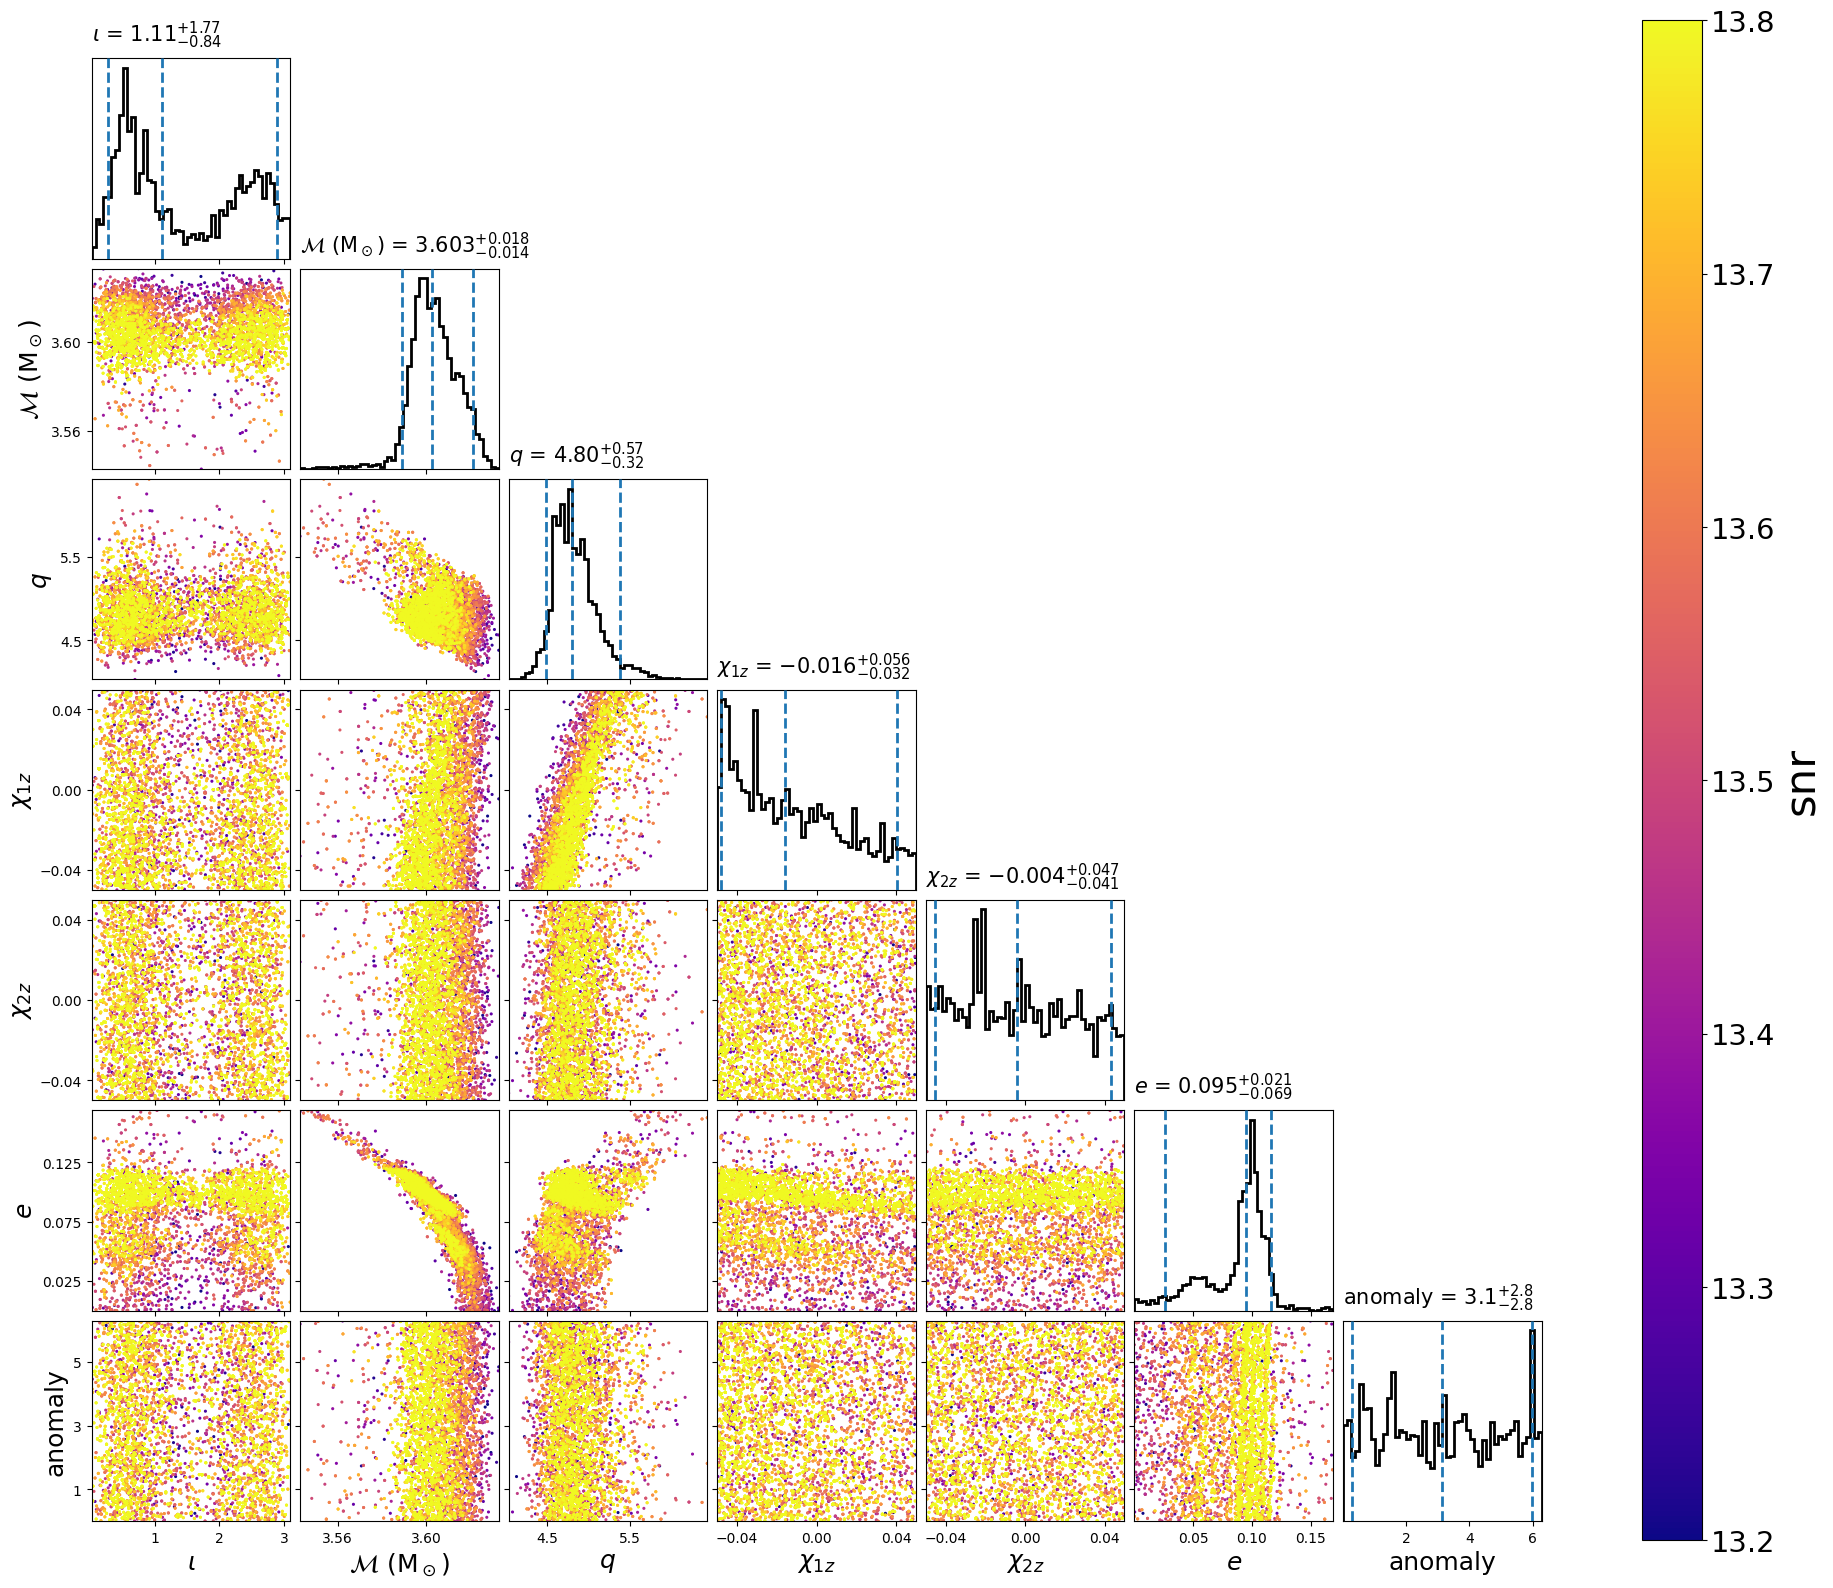 ι = 1.11+1.77−0.84
13.8
ℳ (M⊙) = 3.603+0.018−0.014
13.7
ℳ (M⊙)
3.60
3.56
q = 4.80+0.57−0.32
13.6
q
5.5
4.5
χ1z = −0.016+0.056−0.032
13.5
snr
χ1z
0.04
0.00
−0.04
χ2z = −0.004+0.047−0.041
13.4
χ2z
0.04
0.00
−0.04
e = 0.095+0.021−0.069
e
0.125
0.075
0.025
anomaly = 3.1+2.8−2.8
13.3
anomaly
5
3
1
1 2 3 3.56 3.60 4.5 5.5 −0.04 0.00 0.04 −0.04 0.00 0.04 0.05 0.10 0.15 2 4 6
13.2
ι ℳ (M⊙) q χ1z χ2z e anomaly